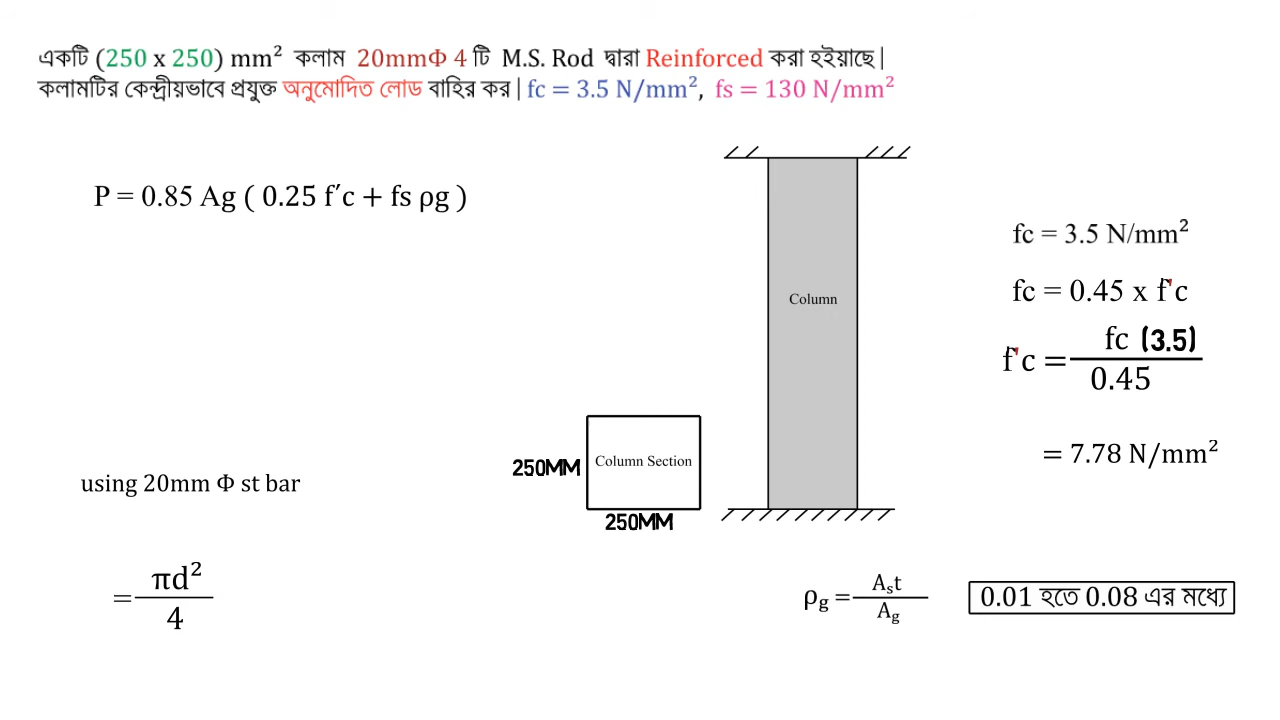 একটি (250 x 250) mm² কলাম 20mmΦ 4 টি M.S. Rod দ্বারা Reinforced করা হইয়াছে|
কলামটির কেন্দ্রীয়ভাবে প্রযুক্ত অনুমোদিত লোড বাহির কর| fc = 3.5 N/mm², fs = 130 N/mm²
P = 0.85 Ag ( 0.25 f′c + fs ρg )
fc = 3.5 N/mm²
fc = 0.45 x f'c
Column
f'c = fc (3.5)
0.45
= 7.78 N/mm²
250MM
Column Section
250MM
using 20mm Φ st bar
= πd²
4
ρg = Ast
Ag
0.01 হতে 0.08 এর মধ্যে